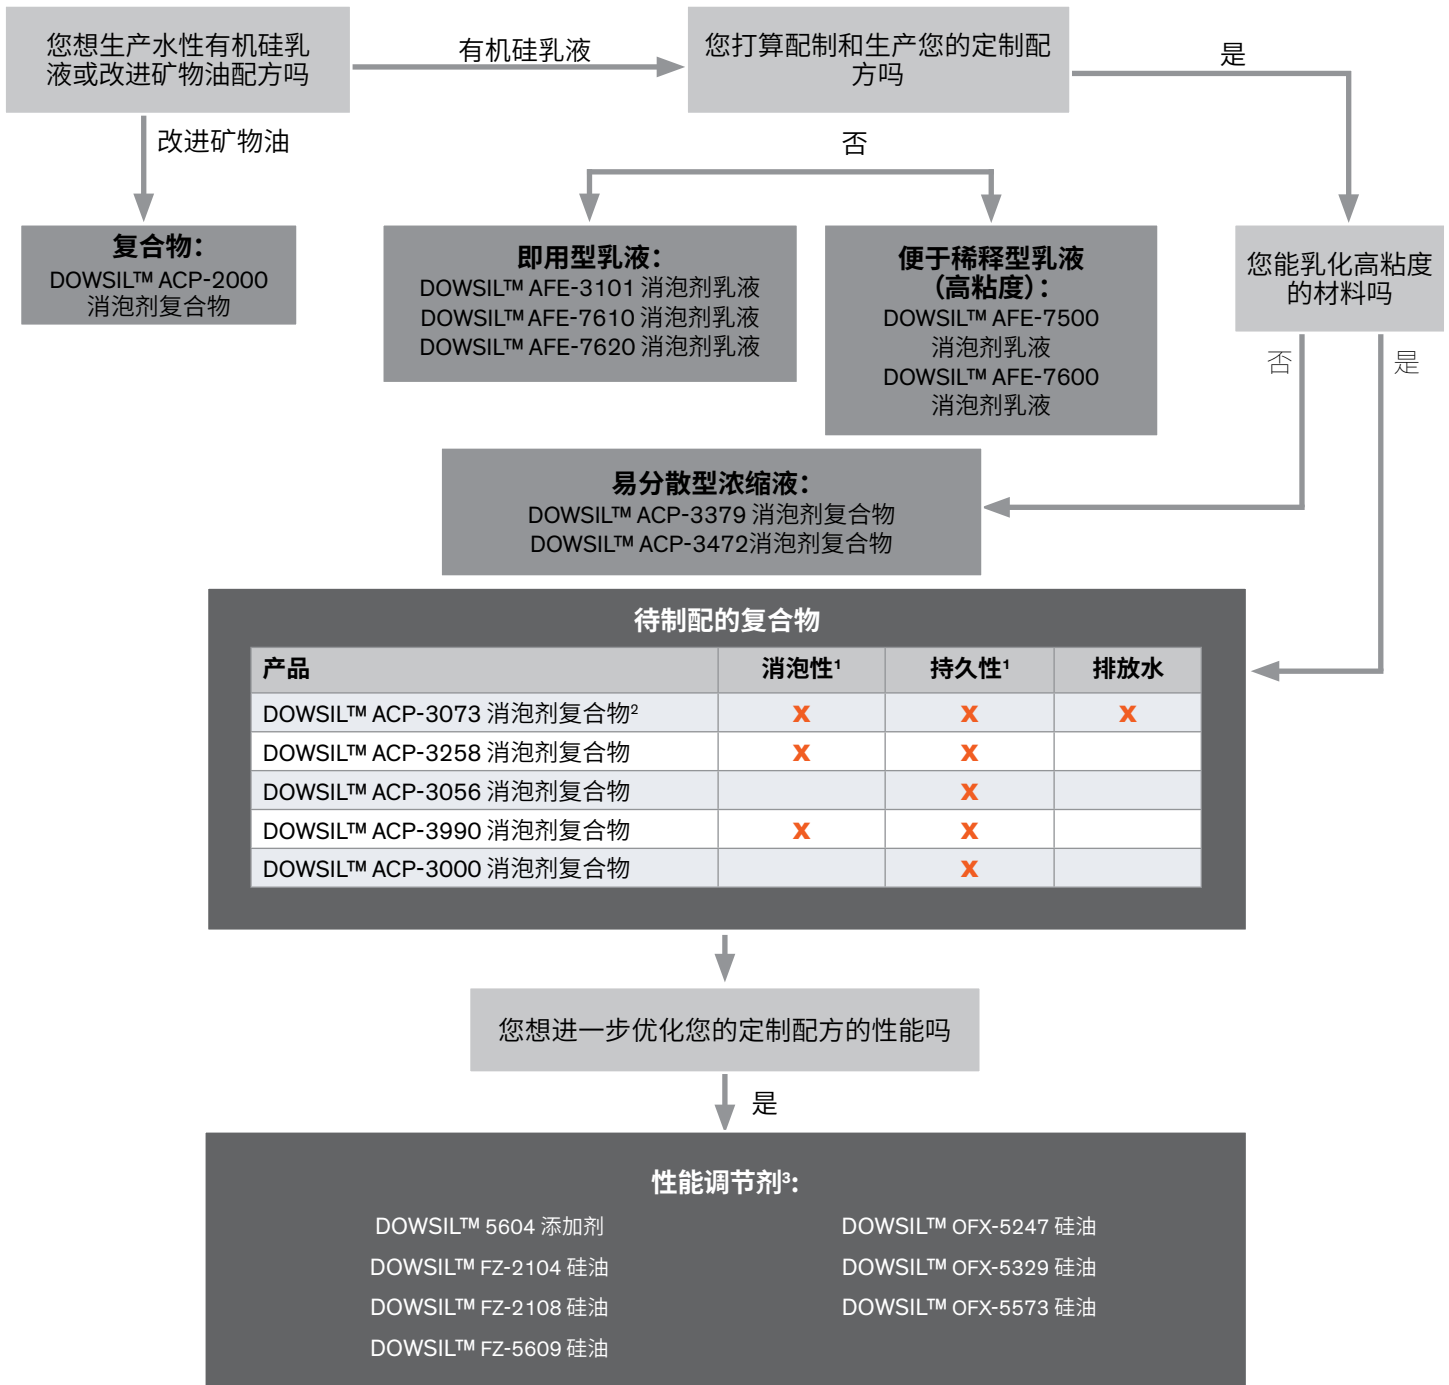 您想生产水性有机硅乳
液或改进矿物油配方吗
有机硅乳液
您打算配制和生产您的定制配
方吗
是
改进矿物油
否
复合物：
DOWSIL™ ACP-2000
消泡剂复合物
即用型乳液：
DOWSIL™ AFE-3101 消泡剂乳液
DOWSIL™ AFE-7610 消泡剂乳液
DOWSIL™ AFE-7620 消泡剂乳液
便于稀释型乳液
（高粘度）：
DOWSIL™ AFE-7500
消泡剂乳液
DOWSIL™ AFE-7600
消泡剂乳液
您能乳化高粘度
的材料吗
否
是
易分散型浓缩液：
DOWSIL™ ACP-3379 消泡剂复合物
DOWSIL™ ACP-3472消泡剂复合物
待制配的复合物
产品 消泡性¹ 持久性¹ 排放水
DOWSIL™ ACP-3073 消泡剂复合物² X X X
DOWSIL™ ACP-3258 消泡剂复合物 X X
DOWSIL™ ACP-3056 消泡剂复合物 X
DOWSIL™ ACP-3990 消泡剂复合物 X X
DOWSIL™ ACP-3000 消泡剂复合物 X
您想进一步优化您的定制配方的性能吗
是
性能调节剂³:
DOWSIL™ 5604 添加剂
DOWSIL™ FZ-2104 硅油
DOWSIL™ FZ-2108 硅油
DOWSIL™ FZ-5609 硅油
DOWSIL™ OFX-5247 硅油
DOWSIL™ OFX-5329 硅油
DOWSIL™ OFX-5573 硅油